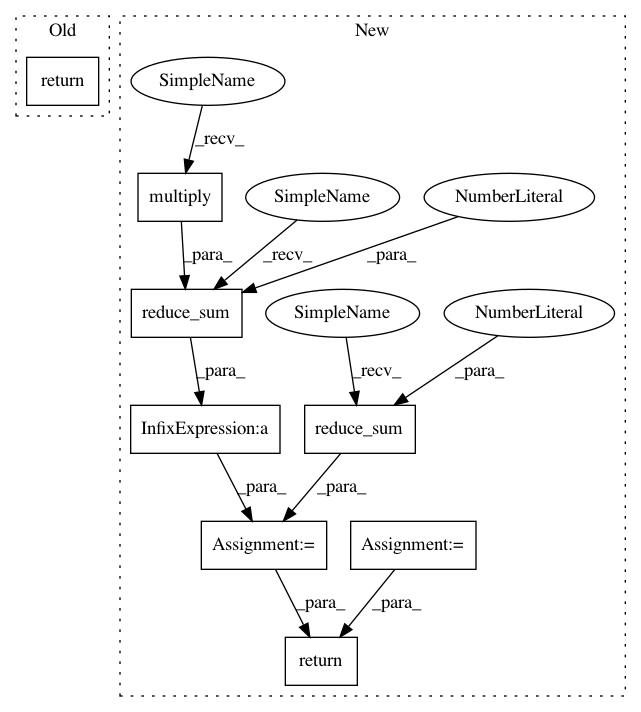 Old
New
return
SimpleName
_recv_
multiply
SimpleName
NumberLiteral
_para_
_recv_
_para_
reduce_sum
SimpleName
NumberLiteral
_para_
_recv_
_para_
InfixExpression:a
reduce_sum
_para_
_para_
Assignment:=
Assignment:=
_para_
_para_
return